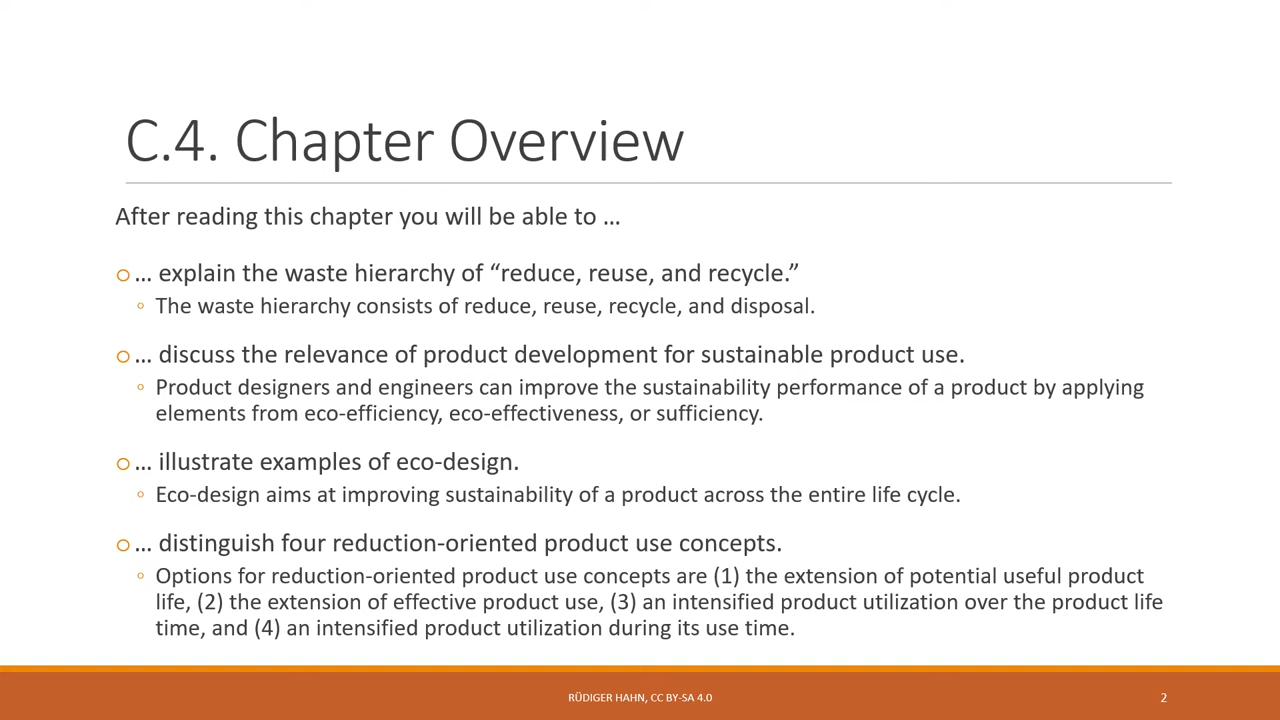 C.4. Chapter Overview
After reading this chapter you will be able to …
o … explain the waste hierarchy of “reduce, reuse, and recycle.”
◦ The waste hierarchy consists of reduce, reuse, recycle, and disposal.
o … discuss the relevance of product development for sustainable product use.
◦ Product designers and engineers can improve the sustainability performance of a product by applying
elements from eco-efficiency, eco-effectiveness, or sufficiency.
o … illustrate examples of eco-design.
◦ Eco-design aims at improving sustainability of a product across the entire life cycle.
o … distinguish four reduction-oriented product use concepts.
◦ Options for reduction-oriented product use concepts are (1) the extension of potential useful product
life, (2) the extension of effective product use, (3) an intensified product utilization over the product life
time, and (4) an intensified product utilization during its use time.
RÜDIGER HAHN, CC BY-SA 4.0
2